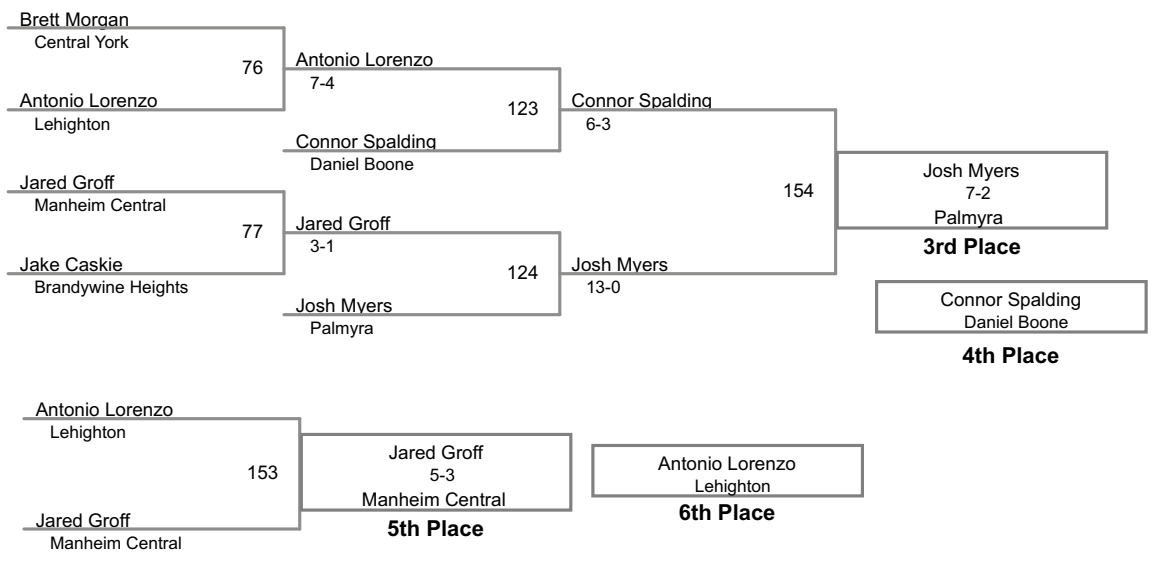 Brett Morgan
Central York
76
Antonio Lorenzo
7-4
Antonio Lorenzo
Lehighton
123
Connor Spalding
6-3
Connor Spalding
Daniel Boone
Jared Groff
Manheim Central
154
Josh Myers
7-2
Palmyra
3rd Place
77
Jared Groff
3-1
Jake Caskie
Brandywine Heights
124
Josh Myers
13-0
Josh Myers
Palmyra
Connor Spalding
Daniel Boone
4th Place
Antonio Lorenzo
Lehighton
153
Jared Groff
5-3
Manheim Central
5th Place
Antonio Lorenzo
Lehighton
6th Place
Jared Groff
Manheim Central